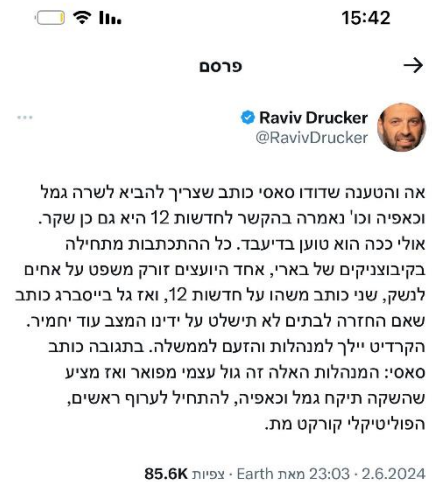 15:42
פרסם
Raviv Drucker
@RavivDrucker
אה והטענה שדודו סאסי כותב שצריך להביא לשרה גמל
וכאפיה וכו' נאמרה בהקשר לחדשות 12 היא גם כן שקר.
אולי ככה הוא טוען בדיעבד. כל ההתכתבות מתחילה
בקיבוצניקים של בארי, אחד היועצים זורק משפט על אחים
לנשק, שני כותב משהו על חדשות 12, ואז גל בייסברג כותב
שאם החזרה לבתים לא תישלט על ידינו המצב עוד יחמיר.
הקרדיט יילך למנהלות והזעם לממשלה. בתגובה כותב
סאסי: המנהלות האלה זה גול עצמי מפואר ואז מציע
שהשקה תיקח גמל וכאפיה, להתחיל לערוף ראשים,
הפוליטיקלי קורקט מת.
2.6.2024 · 23:03 מאת Earth · צפיות 85.6K